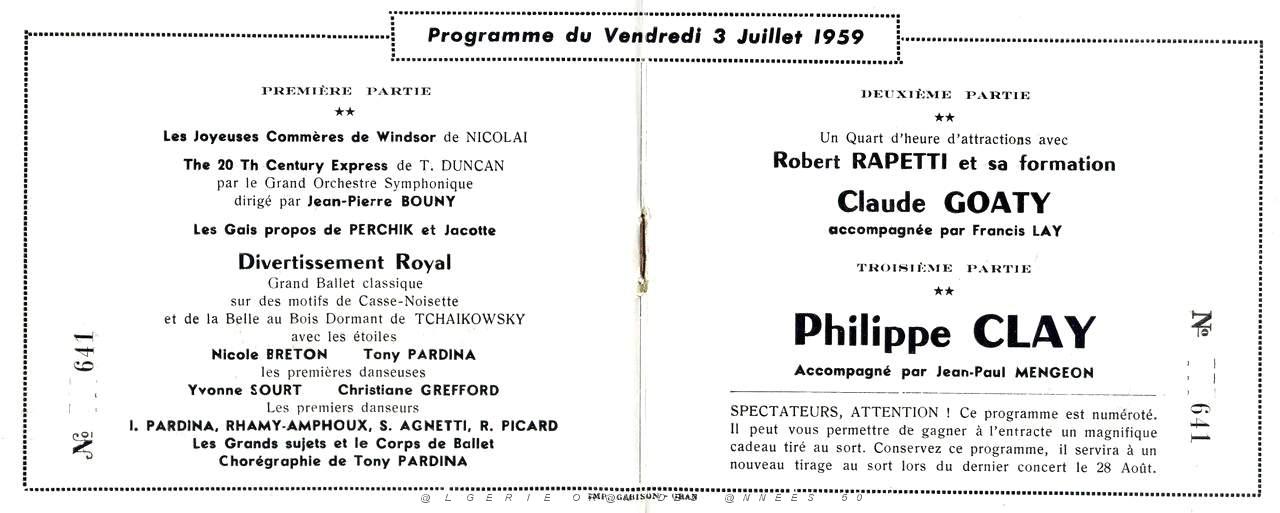 Programme du Vendredi 3 Juillet 1959
PREMIÈRE PARTIE
★★
Les Joyeuses Commères de Windsor de NICOLAI
The 20 Th Century Express de T. DUNCAN
par le Grand Orchestre Symphonique
dirigé par Jean-Pierre BOUNY
Les Gais propos de PERCHIK et Jacotte
Divertissement Royal
Grand Ballet classique
sur des motifs de Casse-Noisette
et de la Belle au Bois Dormant de TCHAIKOWSKY
avec les étoiles
Nicole BRETON Tony PARDINA
les premières danseuses
Yvonne SOURT Christiane GREFFORD
Les premiers danseurs
I. PARDINA, RHAMY-AMPHOUX, S. AGNETTI, R. PICARD
Les Grands sujets et le Corps de Ballet
Chorégraphie de Tony PARDINA
№ 641
DEUXIÈME PARTIE
★★
Un Quart d'heure d'attractions avec
Robert RAPETTI et sa formation
Claude GOATY
accompagnée par Francis LAY
TROISIÈME PARTIE
★★
Philippe CLAY
Accompagné par Jean-Paul MENGEON
SPECTATEURS, ATTENTION ! Ce programme est numéroté.
Il peut vous permettre de gagner à l'entracte un magnifique
cadeau tiré au sort. Conservez ce programme, il servira à un
nouveau tirage au sort lors du dernier concert le 28 Août.
№ 641
IMP. GABISON - ORAN
@ L G E R I E @ N N E E S 5 0